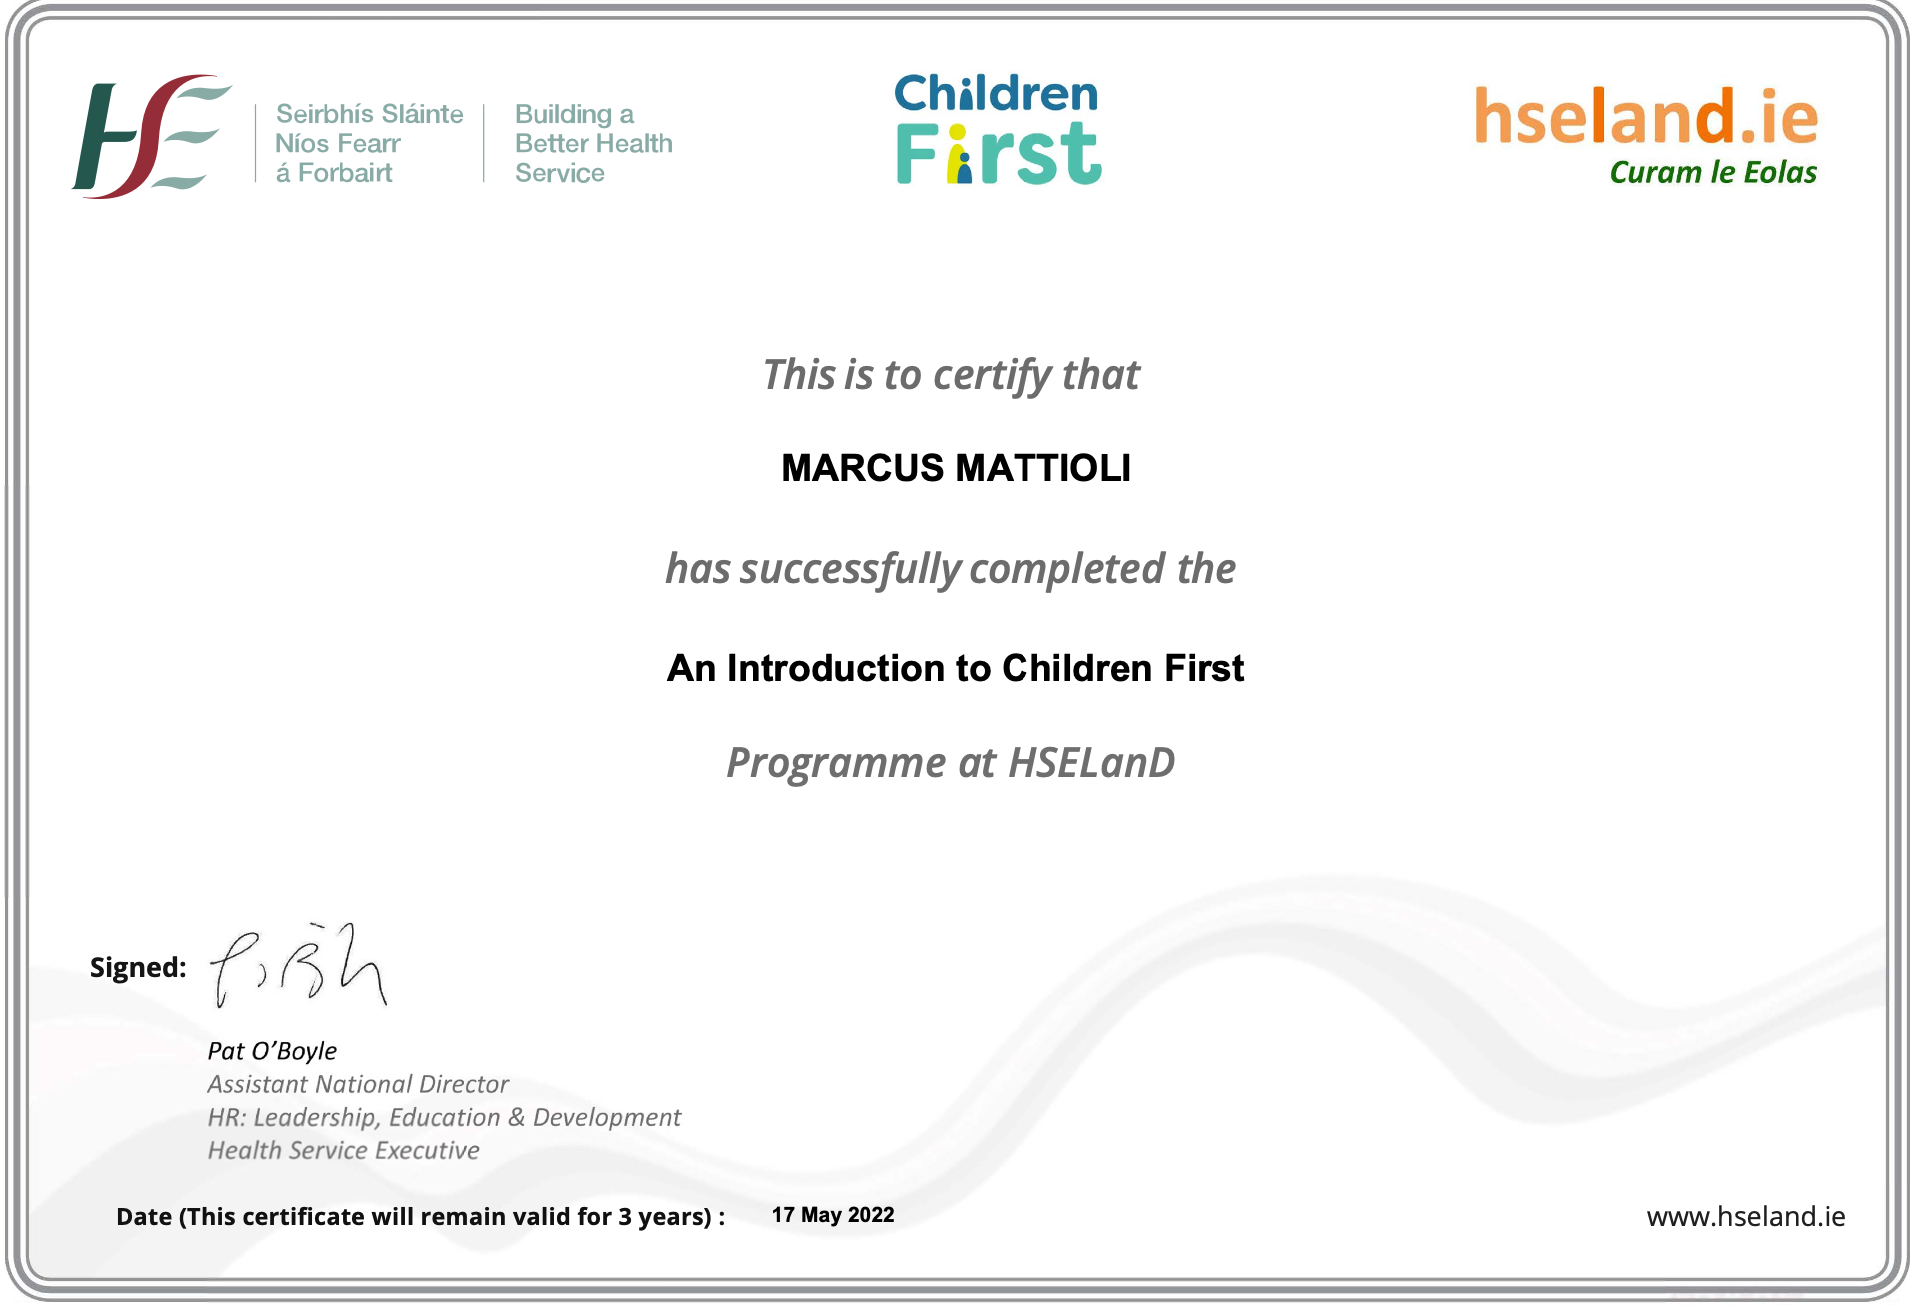 HSE
Seirbhís Sláinte
Níos Fearr
á Forbairt
Building a
Better Health
Service
Children
First
hseland.ie
Curam le Eolas
This is to certify that
MARCUS MATTIOLI
has successfully completed the
An Introduction to Children First
Programme at HSELanD
Signed:
Pat O’Boyle
Assistant National Director
HR: Leadership, Education & Development
Health Service Executive
Date (This certificate will remain valid for 3 years) : 17 May 2022
www.hseland.ie